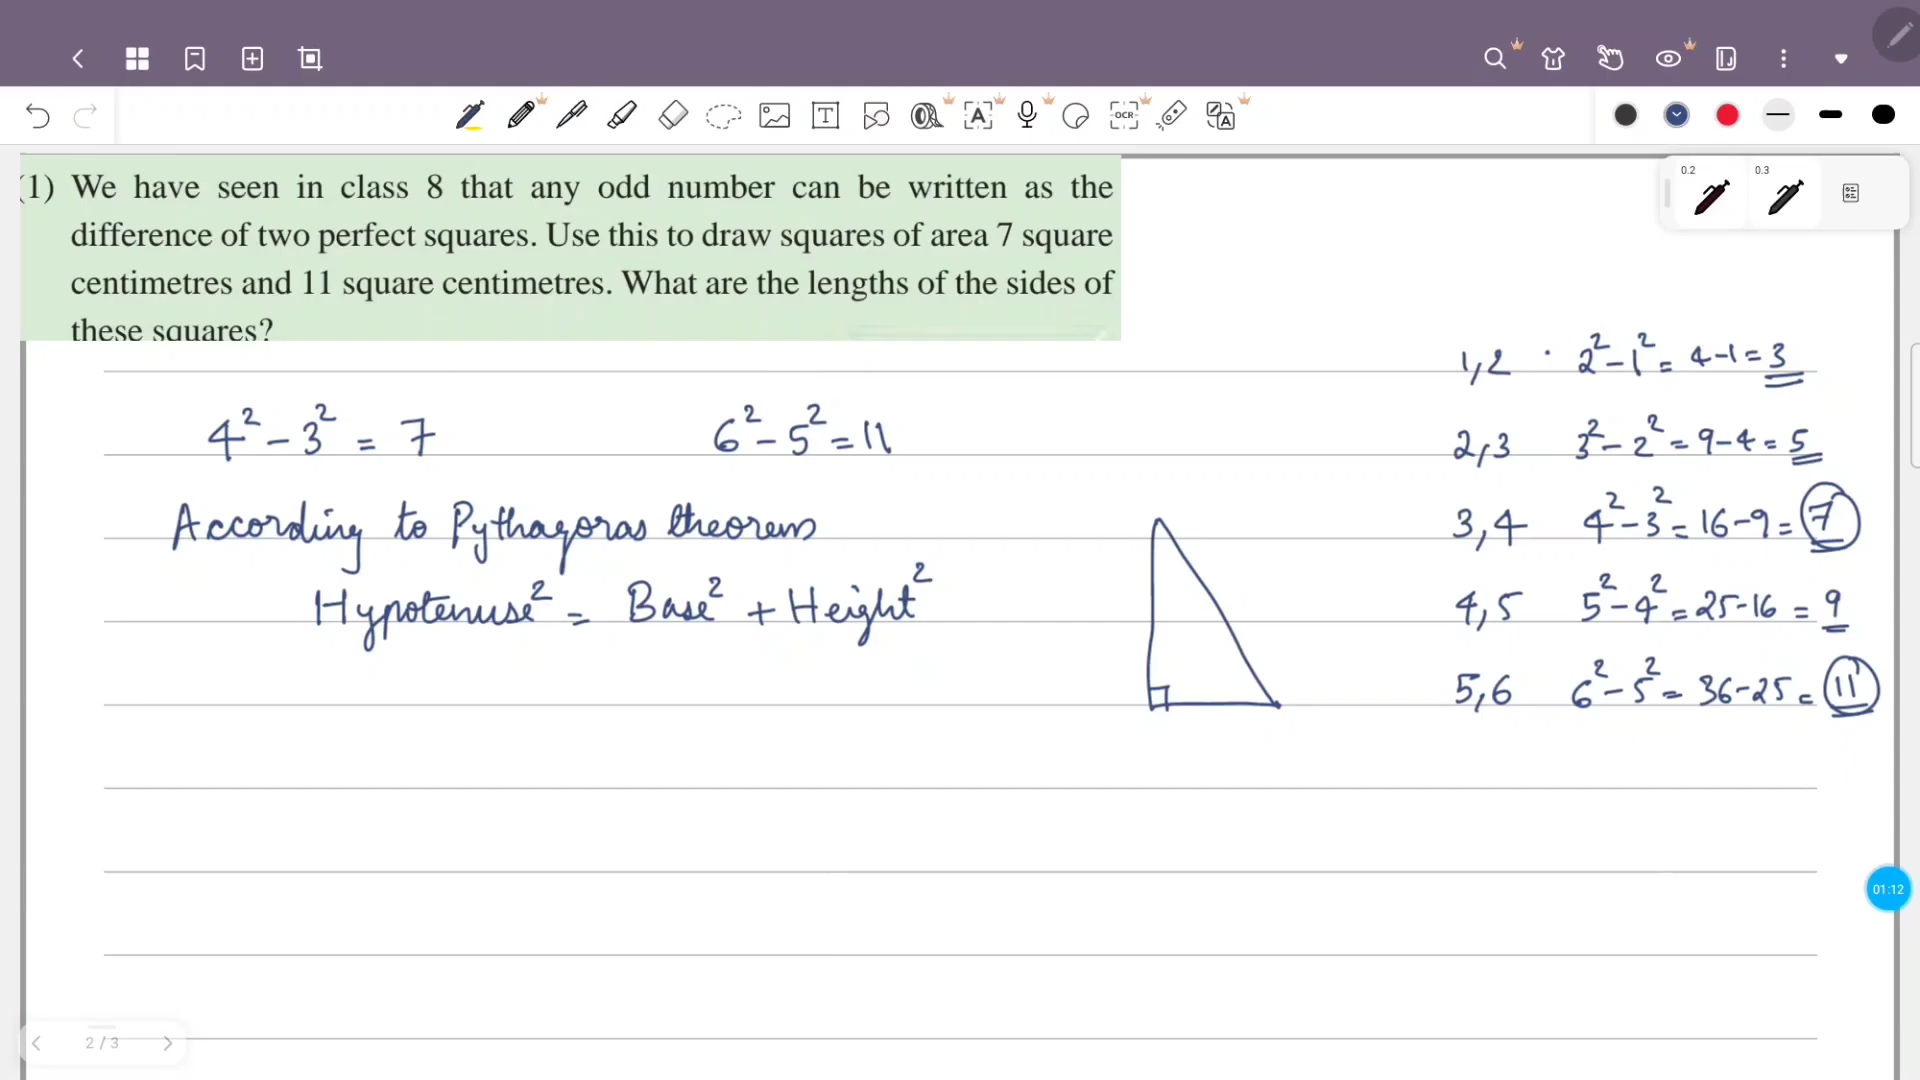 0.2 0.3
(1) We have seen in class 8 that any odd number can be written as the
difference of two perfect squares. Use this to draw squares of area 7 square
centimetres and 11 square centimetres. What are the lengths of the sides of
these squares?
1,2 · 2² – 1² = 4 – 1 = 3
4² – 3² = 7 6² – 5² = 11
2,3 3² – 2² = 9 – 4 = 5
According to Pythagoras theorem
3,4 4² – 3² = 16 – 9 = 7
Hypotenuse² = Base² + Height²
4,5 5² – 4² = 25 – 16 = 9
5,6 6² – 5² = 36 – 25 = 11
01:12
2 / 3